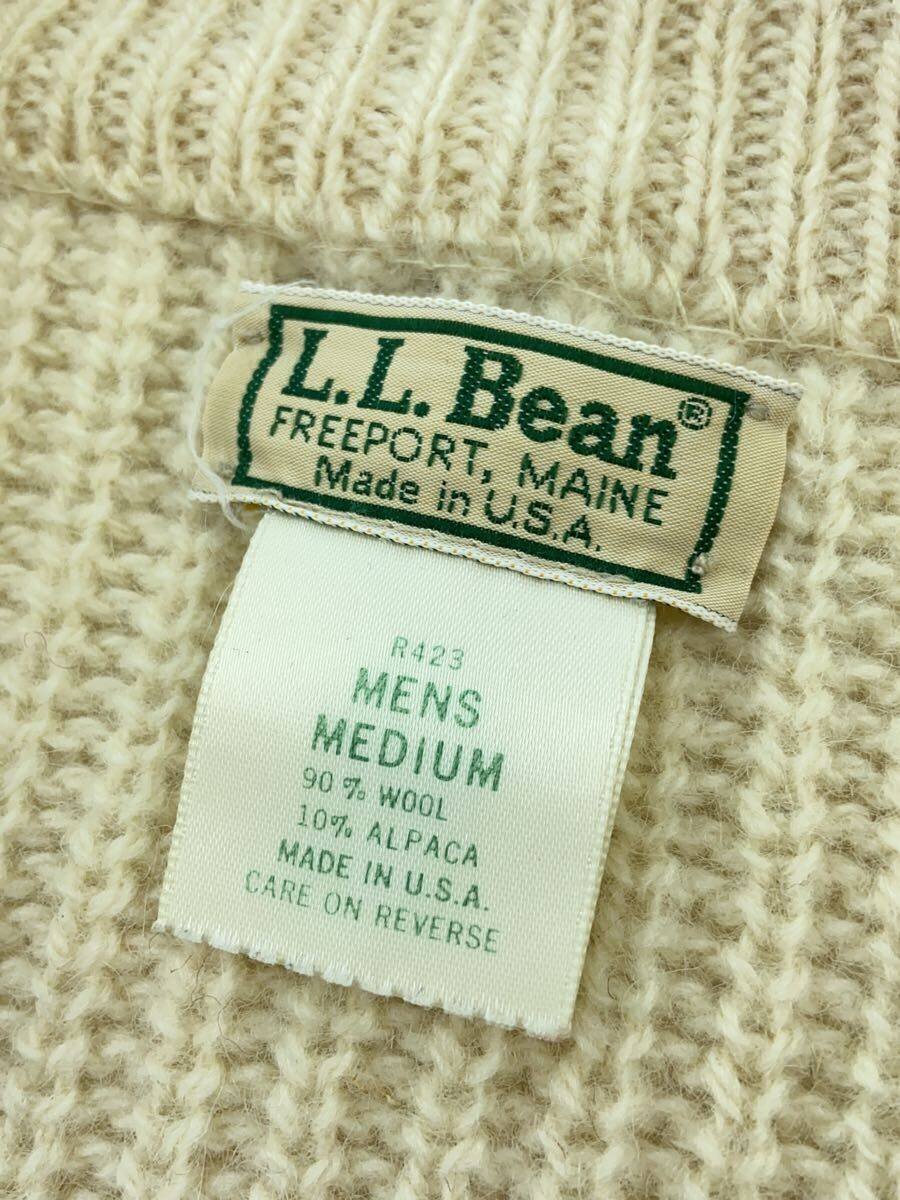 L.L. Bean®
FREEPORT, MAINE
Made in U.S.A.
R423
MENS
MEDIUM
90 % WOOL
10% ALPACA
MADE IN U.S.A.
CARE ON REVERSE